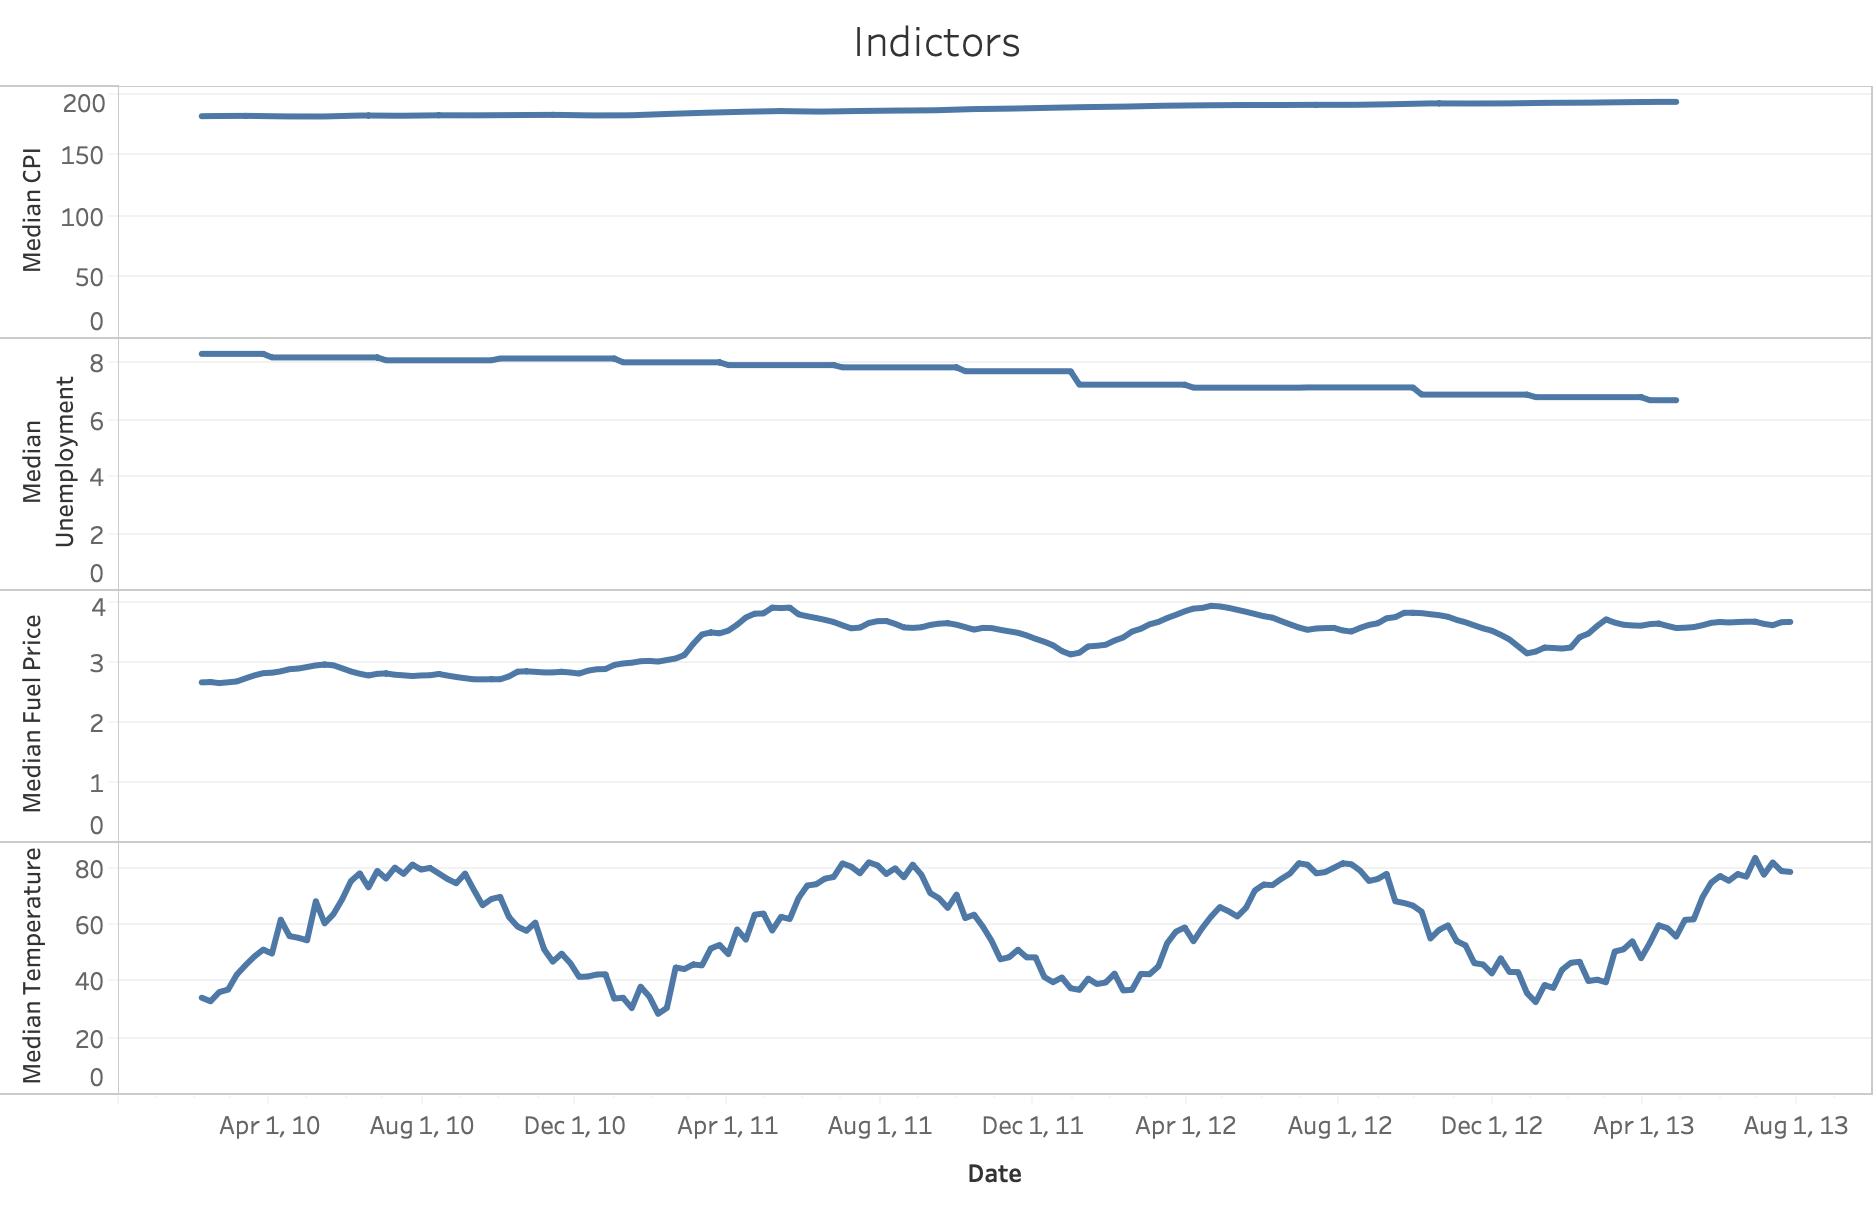 Indictors
Median CPI
200
150
100
50
0
Median
Unemployment
8
6
4
2
0
Median Fuel Price
4
3
2
1
0
Median Temperature
80
60
40
20
0
Apr 1, 10 Aug 1, 10 Dec 1, 10 Apr 1, 11 Aug 1, 11 Dec 1, 11 Apr 1, 12 Aug 1, 12 Dec 1, 12 Apr 1, 13 Aug 1, 13
Date